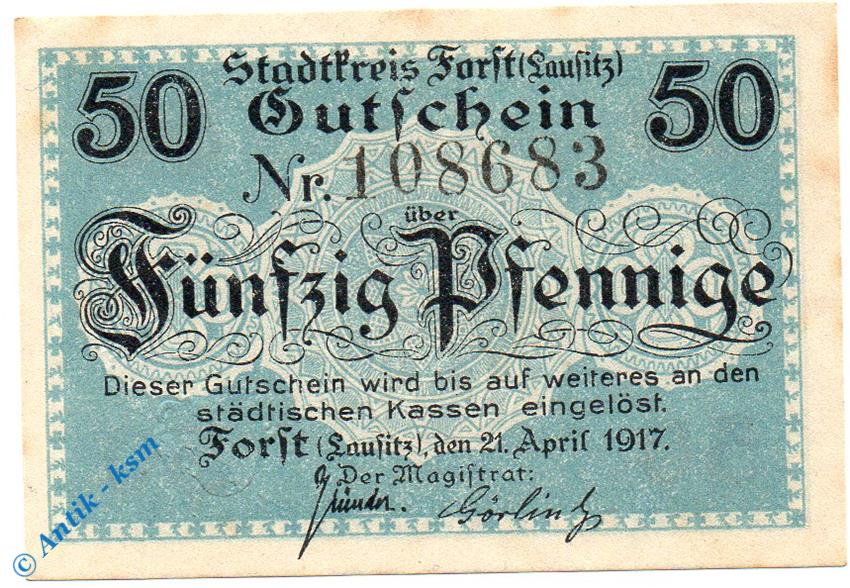 50 Stadtkreis Forst (Lausitz) 50
Gutschein
Nr. 108683
über
Fünfzig Pfennige
Dieser Gutschein wird bis auf weiteres an den
städtischen Kassen eingelöst.
Forst (Lausitz), den 21. April 1917.
Der Magistrat:
© Antik - ksm